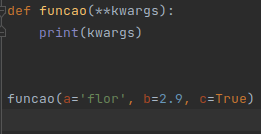 def funcao(**kwargs):
    print(kwargs)
funcao(a='flor', b=2.9, c=True)